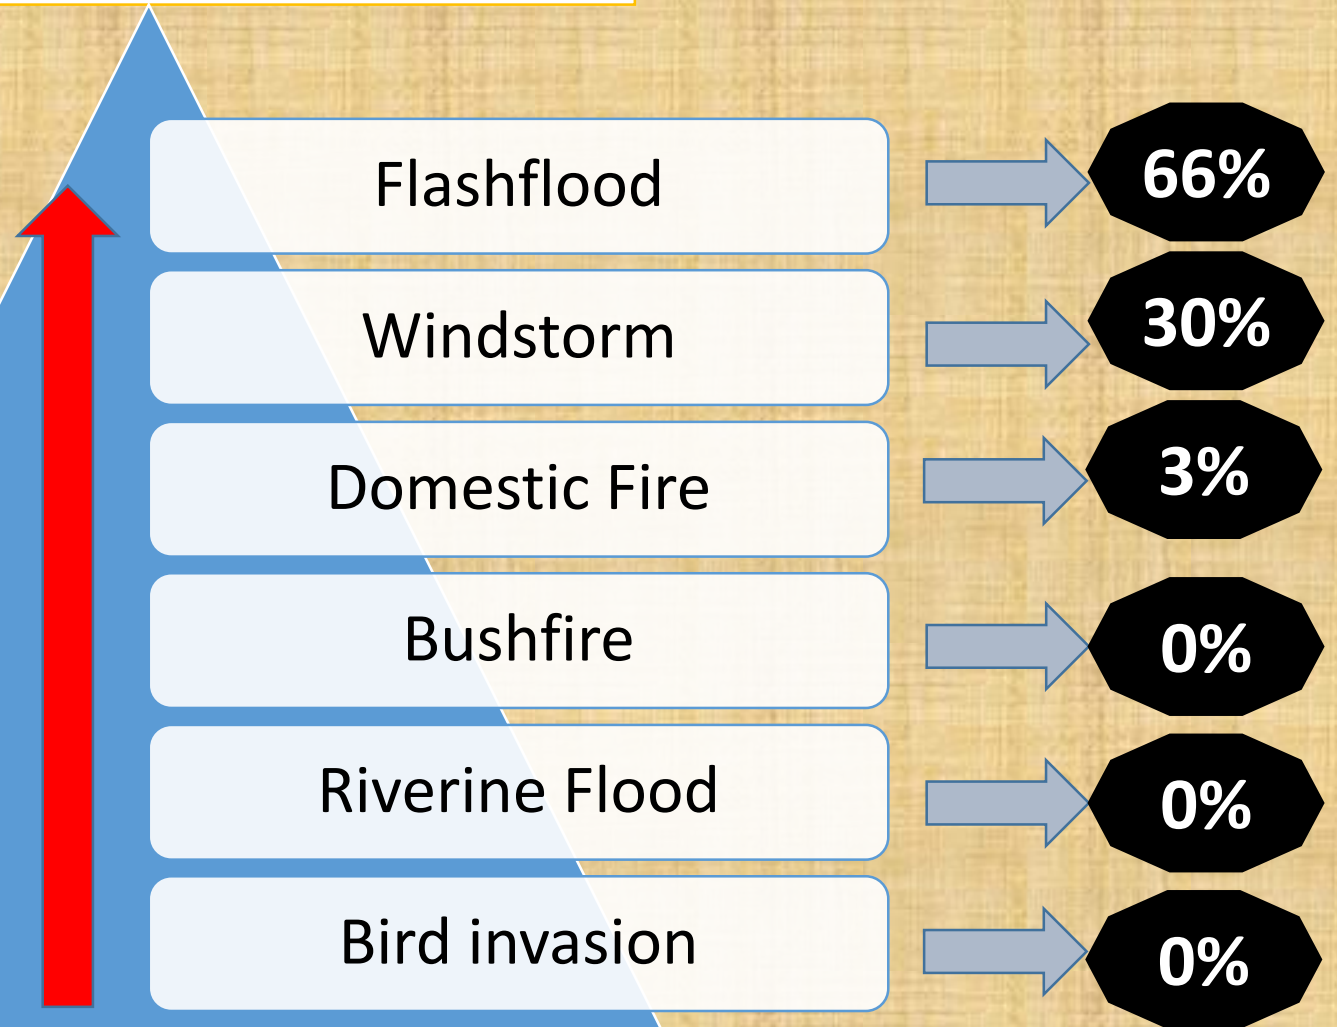 Flashflood
66%
Windstorm
30%
Domestic Fire
3%
Bushfire
0%
Riverine Flood
0%
Bird invasion
0%